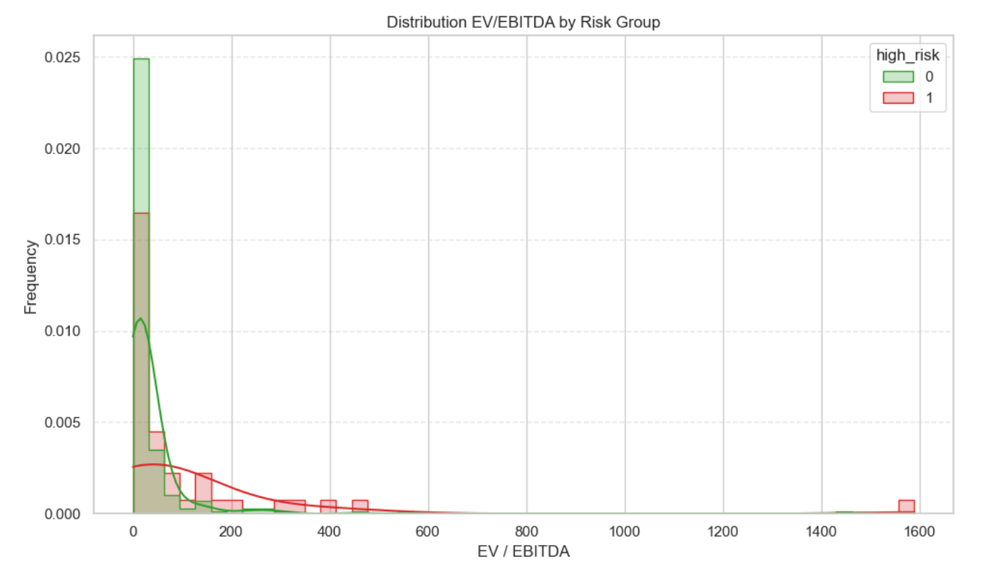 Distribution EV/EBITDA by Risk Group
high_risk
0
1
Frequency
0.025
0.020
0.015
0.010
0.005
0.000
0 200 400 600 800 1000 1200 1400 1600
EV / EBITDA